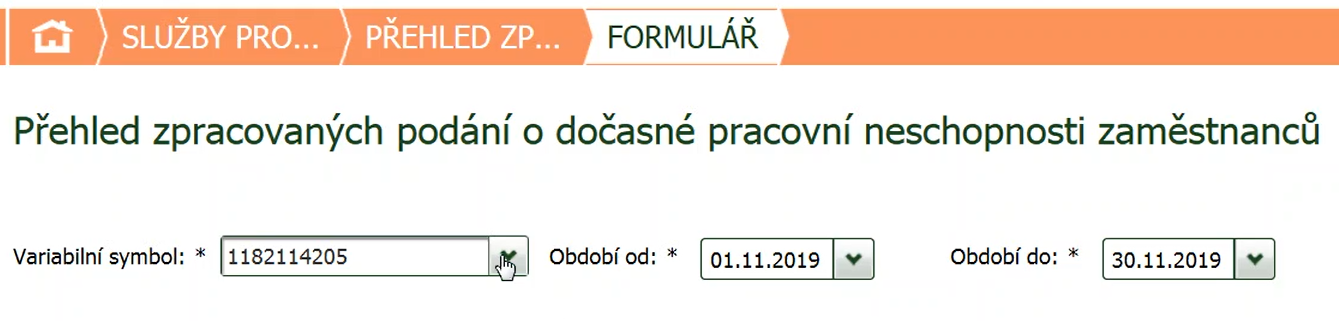 SLUŽBY PRO... PŘEHLED ZP... FORMULÁŘ
Přehled zpracovaných podání o dočasné pracovní neschopnosti zaměstnanců
Variabilní symbol: * 1182114205 Období od: * 01.11.2019 Období do: * 30.11.2019